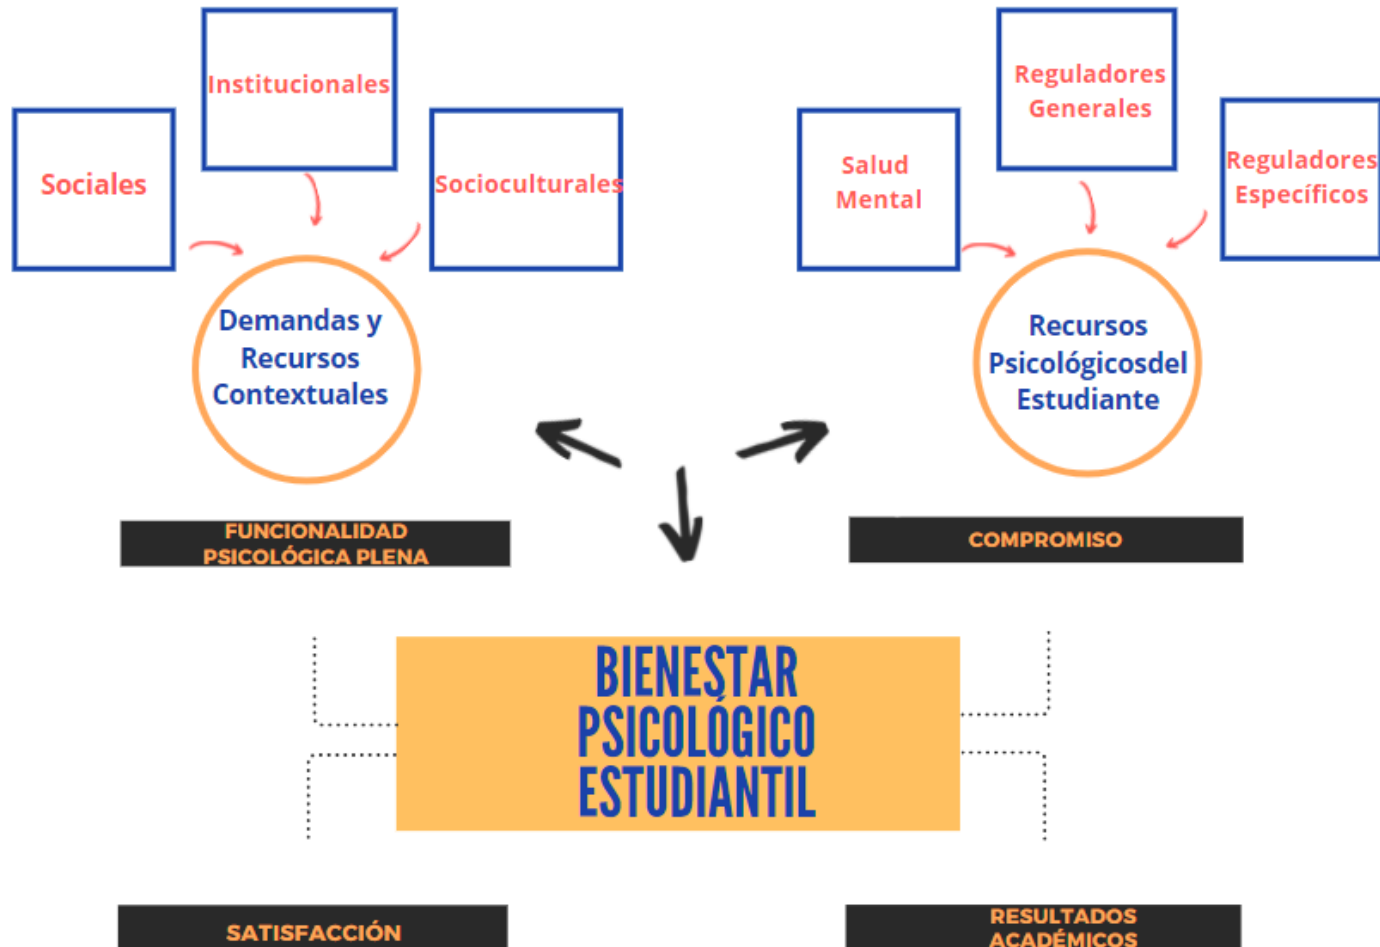 Institucionales
Sociales
Socioculturales
Demandas y
Recursos
Contextuales
Reguladores
Generales
Salud
Mental
Reguladores
Específicos
Recursos
Psicológicosdel
Estudiante
FUNCIONALIDAD
PSICOLÓGICA PLENA
COMPROMISO
BIENESTAR
PSICOLÓGICO
ESTUDIANTIL
SATISFACCIÓN
RESULTADOS
ACADÉMICOS